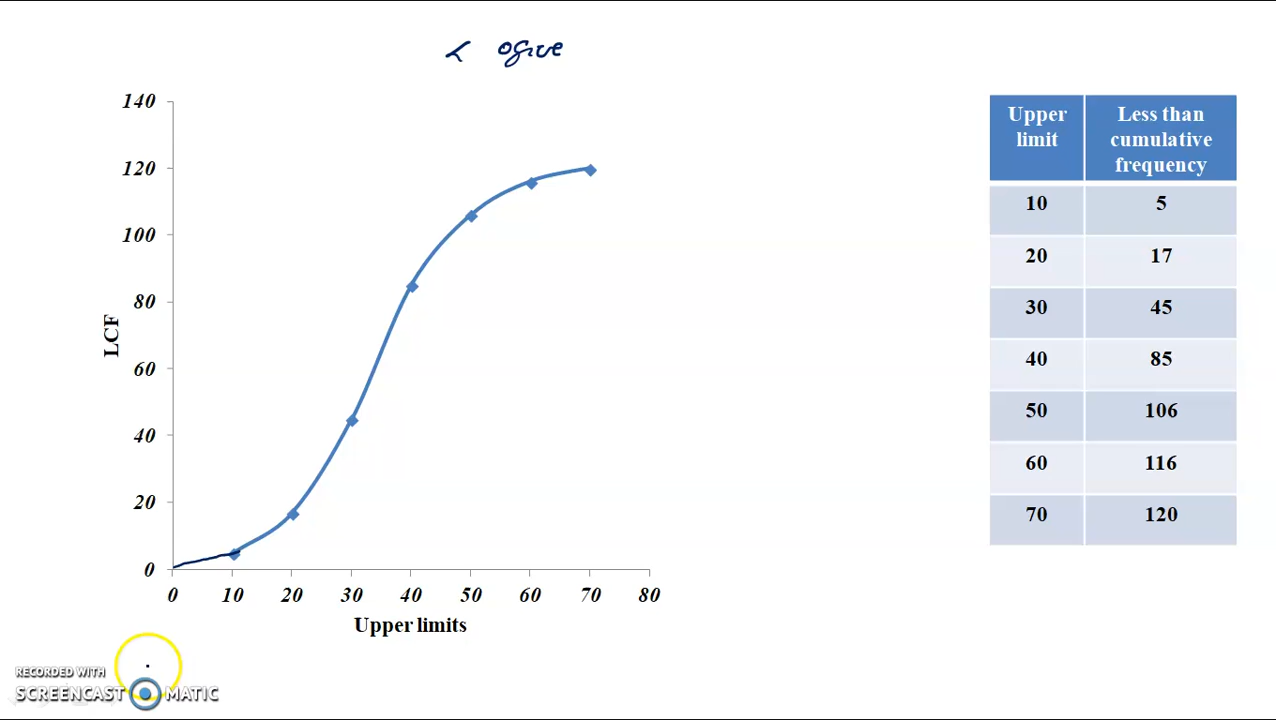 < ogive
140
120
100
80
60
40
20
0
LCF
0 10 20 30 40 50 60 70 80
Upper limits
Upper limit Less than cumulative frequency
10 5
20 17
30 45
40 85
50 106
60 116
70 120
RECORDED WITH
SCREENCAST MATIC